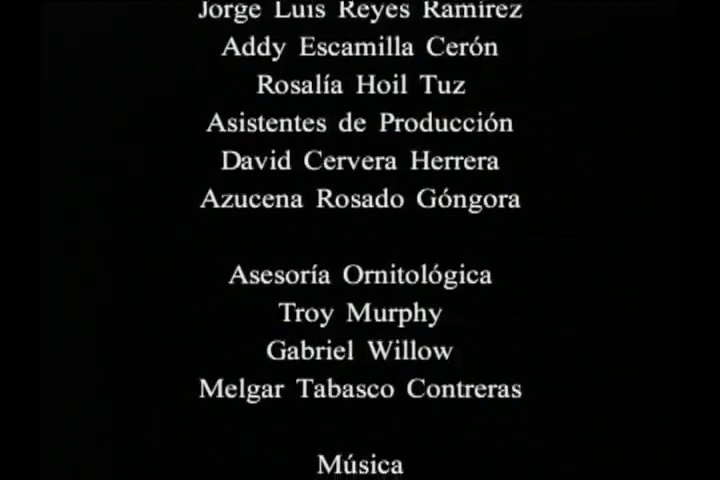 Jorge Luis Reyes Ramírez
Addy Escamilla Cerón
Rosalía Hoil Tuz
Asistentes de Producción
David Cervera Herrera
Azucena Rosado Góngora
Asesoría Ornitológica
Troy Murphy
Gabriel Willow
Melgar Tabasco Contreras
Música